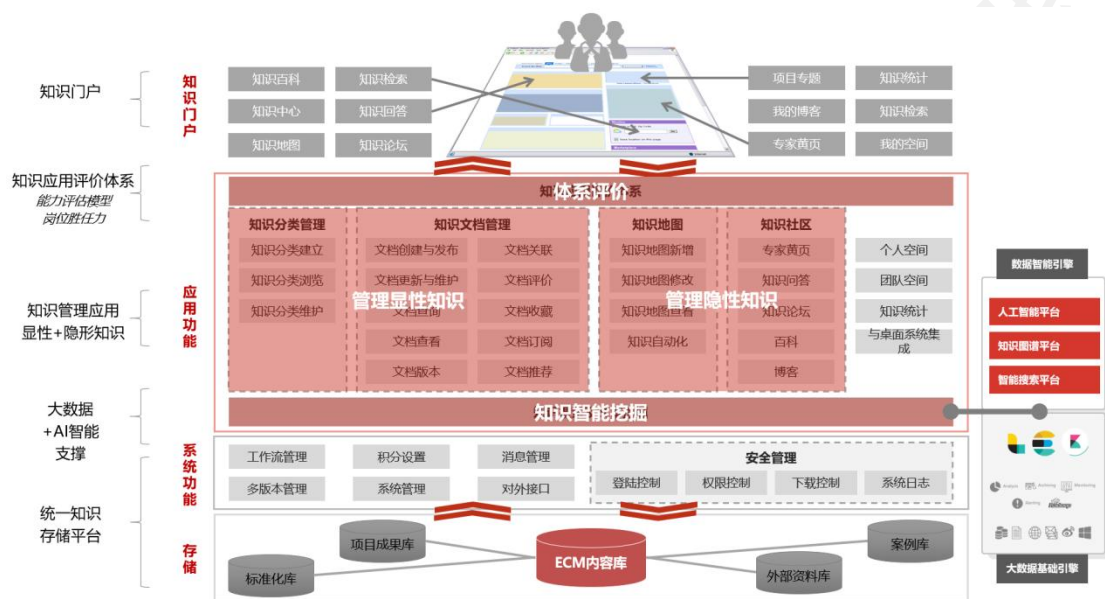 知识门户
知识门户
知识百科
知识检索
知识中心
知识回答
知识地图
知识论坛
项目专题
知识统计
我的博客
知识检索
专家黄页
我的空间
知识应用评价体系
能力评估模型
岗位胜任力
体系评价
知识管理应用
显性+隐形知识
应用功能
知识分类管理
知识分类建立
知识分类浏览
知识分类维护
知识文档管理
文档创建与发布
文档关联
文档更新与维护
文档评价
文档查询
文档收藏
文档查看
文档订阅
文档版本
文档推荐
管理显性知识
知识地图
知识地图新增
知识地图修改
知识地图查看
知识自动化
知识社区
专家黄页
知识问答
知识论坛
百科
博客
管理隐性知识
个人空间
团队空间
知识统计
与桌面系统集
成
知识智能挖掘
大数据
+AI智能
支撑
系统功能
工作流管理
积分设置
消息管理
多版本管理
系统管理
对外接口
安全管理
登陆控制
权限控制
下载控制
系统日志
统一知识
存储平台
存储
标准化库
项目成果库
ECM内容库
外部资料库
案例库
数据智能引擎
人工智能平台
知识图谱平台
智能搜索平台
Monitoring
Alerting
大数据基础引擎